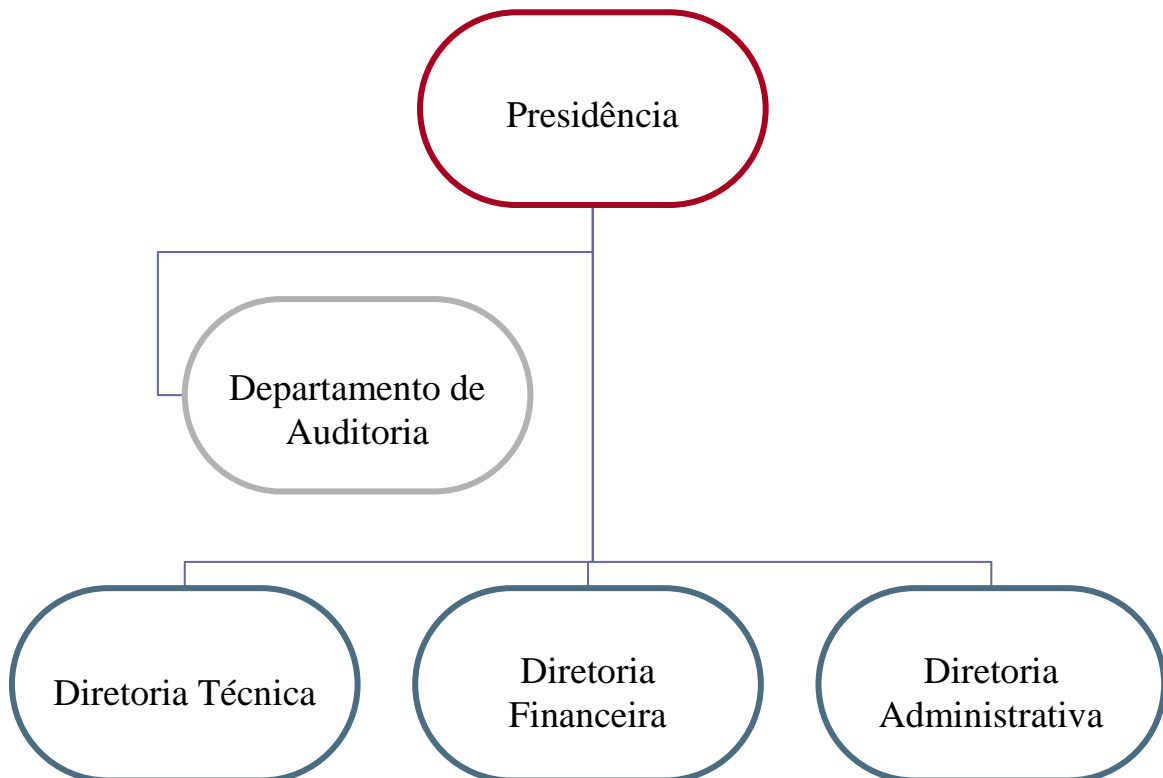 Presidência
Departamento de
Auditoria
Diretoria Técnica
Diretoria
Financeira
Diretoria
Administrativa